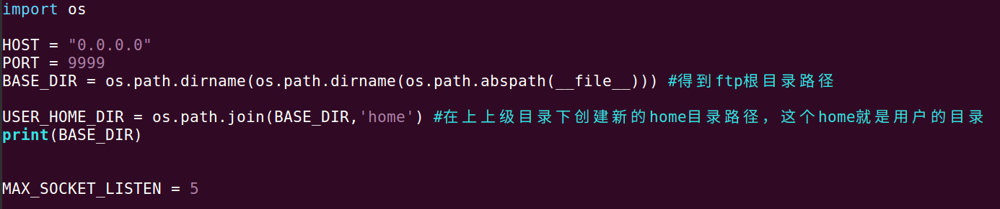 import os
HOST = "0.0.0.0"
PORT = 9999
BASE_DIR = os.path.dirname(os.path.dirname(os.path.abspath(__file__))) #得到ftp根目录路径
USER_HOME_DIR = os.path.join(BASE_DIR,'home') #在上上级目录下创建新的home目录路径，这个home就是用户的目录
print(BASE_DIR)
MAX_SOCKET_LISTEN = 5